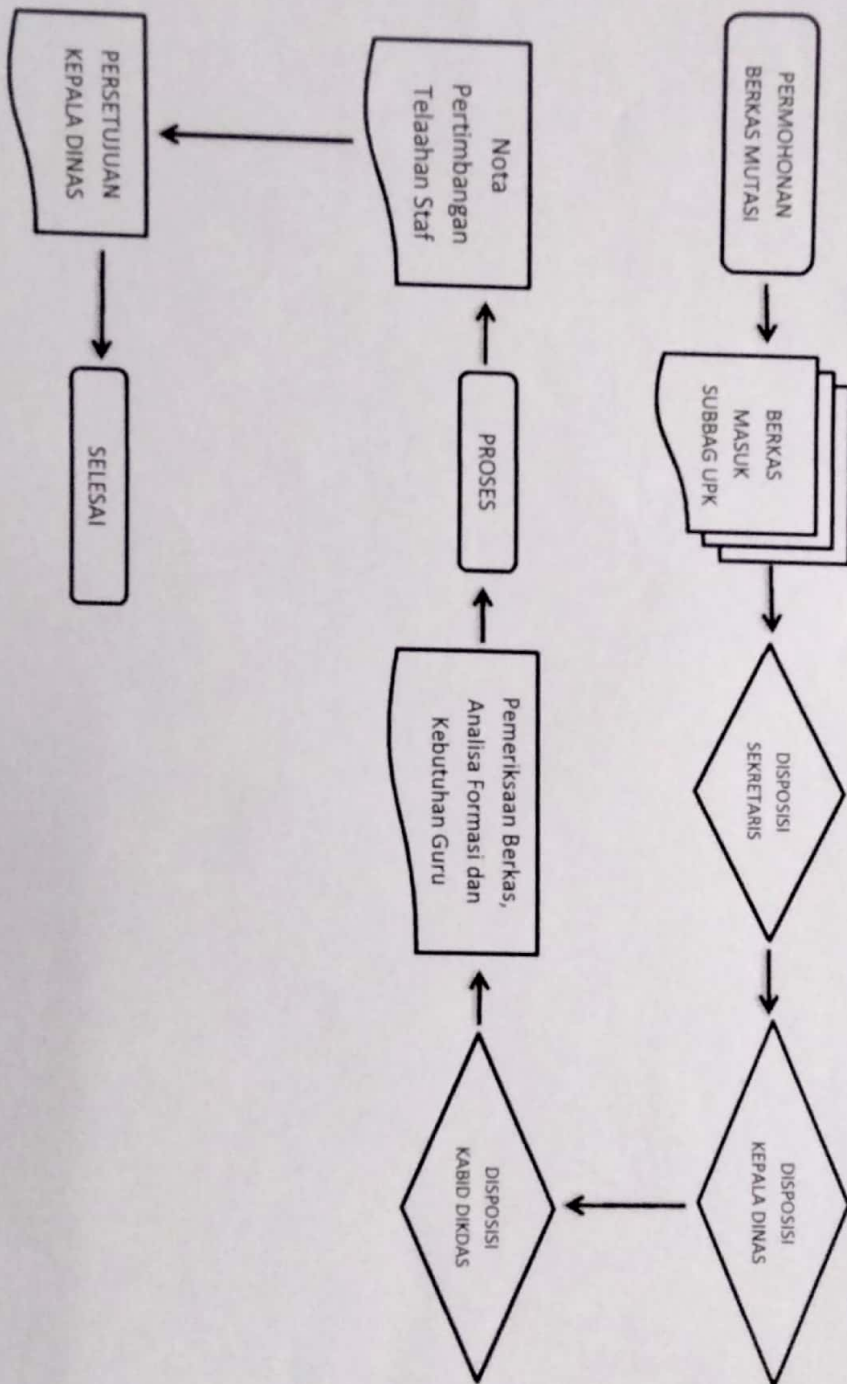 PERMOHONAN
BERKAS MUTASI
BERKAS
MASUK
SUBBAG UPK
DISPOSISI
SEKRETARIS
DISPOSISI
KEPALA DINAS
DISPOSISI
KABID DIKDAS
Pemeriksaan Berkas,
Analisa Formasi dan
Kebutuhan Guru
PROSES
Nota
Pertimbangan
Telaahan Staf
PERSETUJUAN
KEPALA DINAS
SELESAI